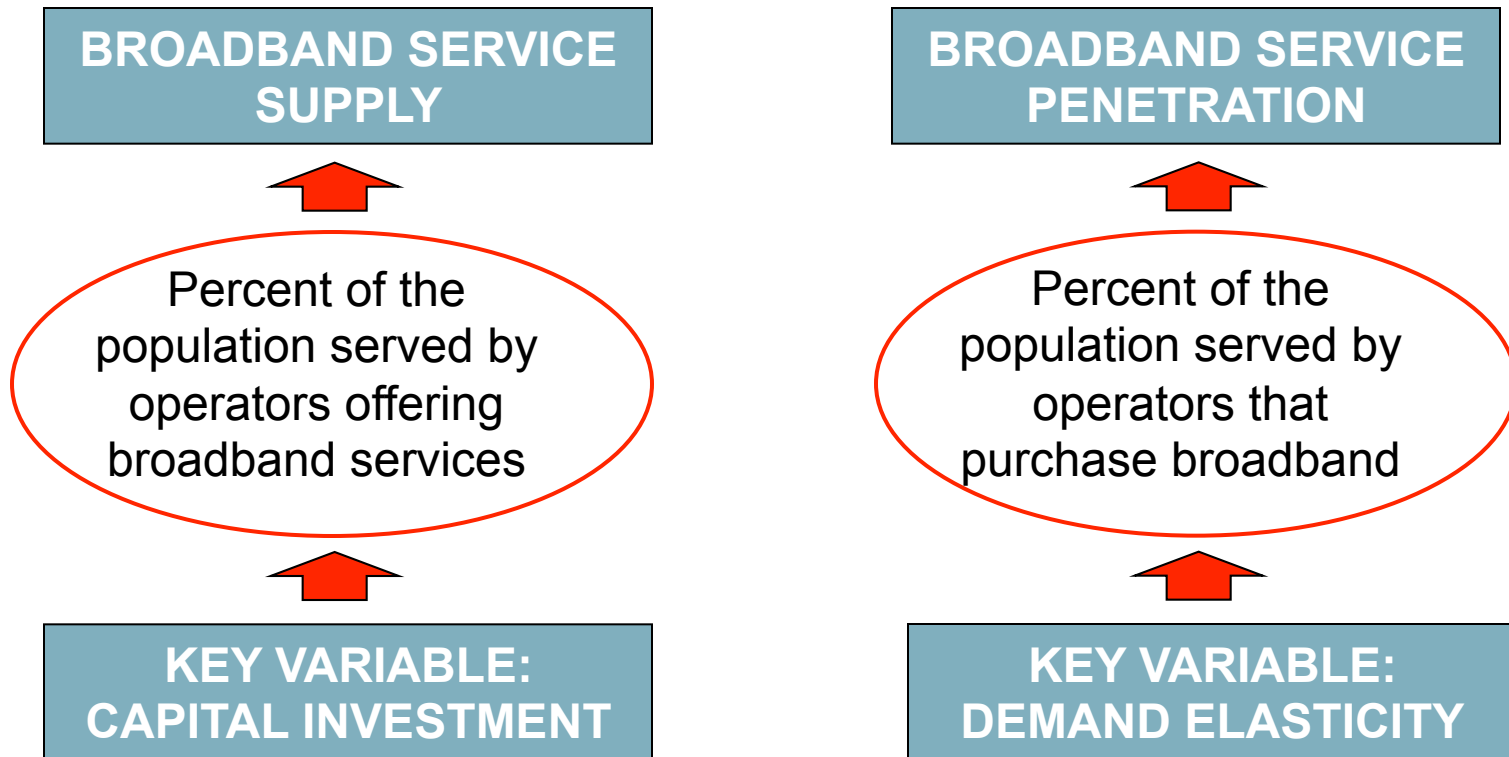 BROADBAND SERVICE
SUPPLY
Percent of the
population served by
operators offering
broadband services
KEY VARIABLE:
CAPITAL INVESTMENT
BROADBAND SERVICE
PENETRATION
Percent of the
population served by
operators that
purchase broadband
KEY VARIABLE:
DEMAND ELASTICITY